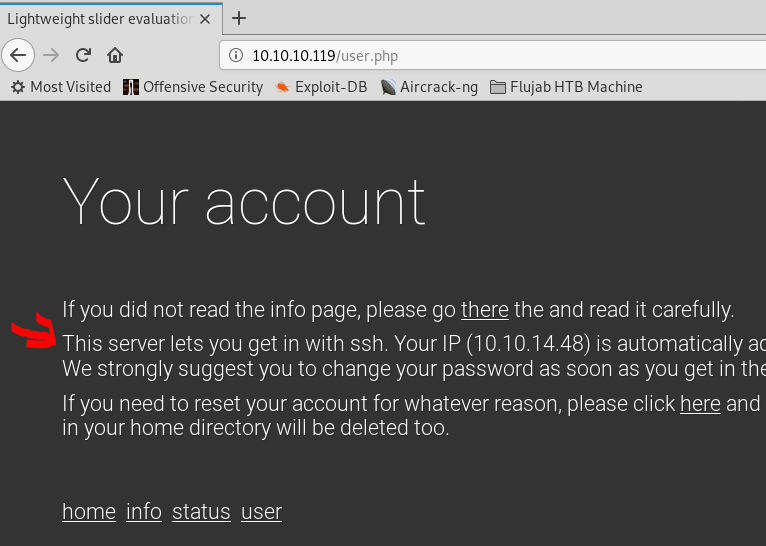 Lightweight slider evaluation
10.10.10.119/user.php
Most Visited Offensive Security Exploit-DB Aircrack-ng Flujab HTB Machine
Your account
If you did not read the info page, please go there the and read it carefully.
This server lets you get in with ssh. Your IP (10.10.14.48) is automatically
We strongly suggest you to change your password as soon as you get in the
If you need to reset your account for whatever reason, please click here and
in your home directory will be deleted too.
home info status user